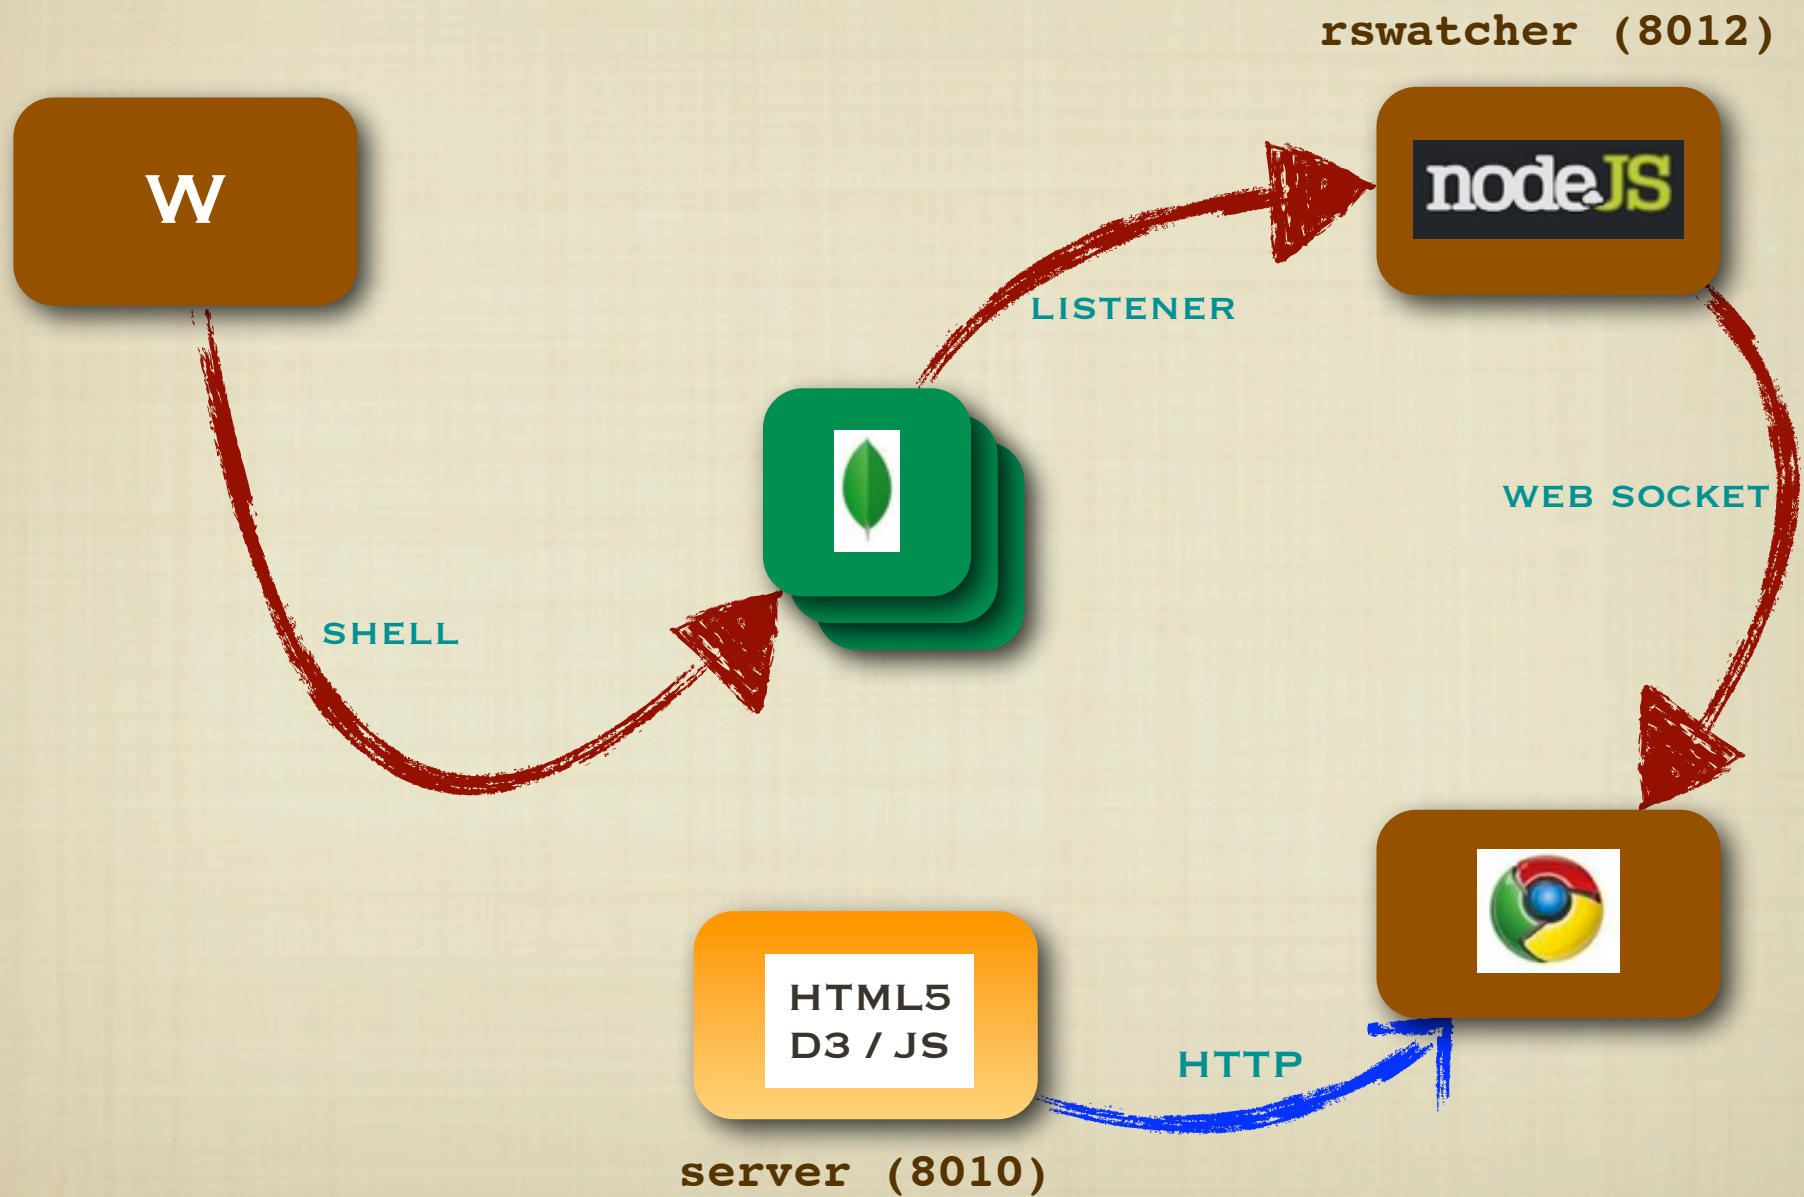 rswatcher (8012)
W
nodeJS
LISTENER
WEB SOCKET
SHELL
HTML5
D3 / JS
HTTP
server (8010)